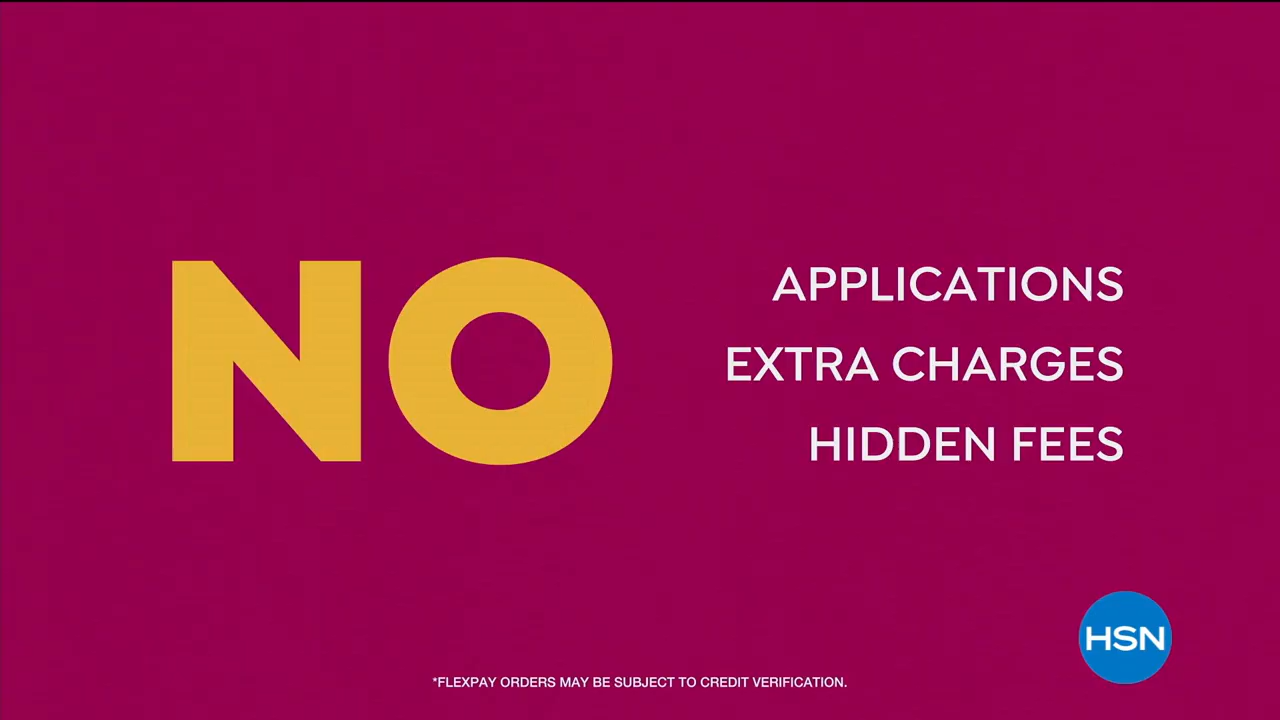 NO
APPLICATIONS
EXTRA CHARGES
HIDDEN FEES
HSN
*FLEXPAY ORDERS MAY BE SUBJECT TO CREDIT VERIFICATION.